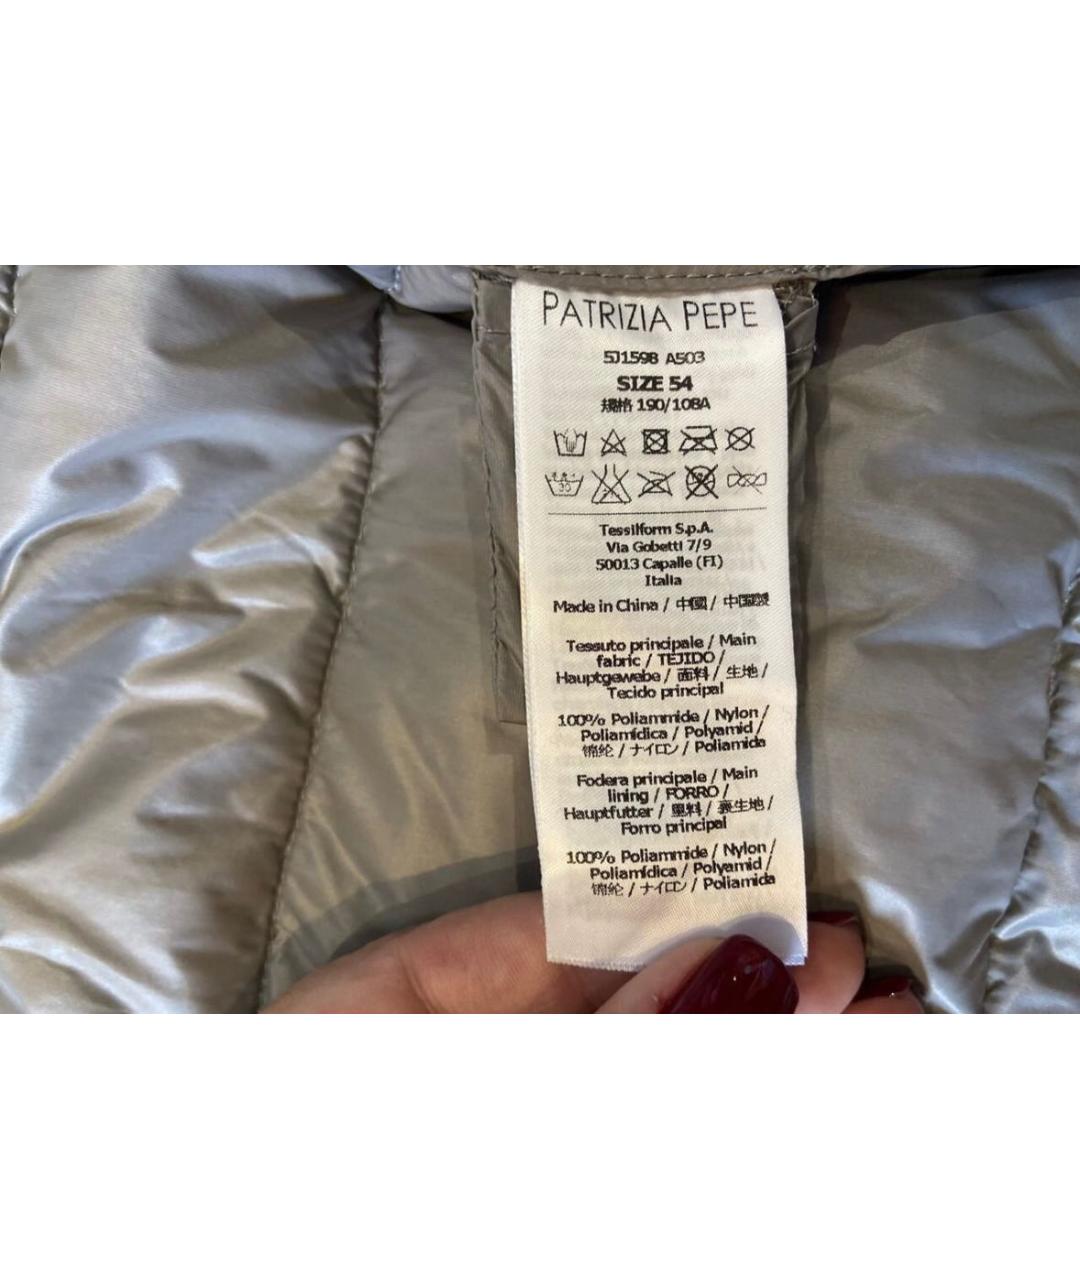 PATRIZIA PEPE
5J1598 A503
SIZE 54
規格 190/108A
30
Tessilform S.p.A.
Via Gobetti 7/9
50013 Capalle (FI)
Italia
Made in China / 中國 / 中国製
Tessuto principale / Main
fabric / TEJIDO /
Hauptgewebe / 面料 / 生地 /
Tecido principal
100% Poliammide / Nylon /
Poliamídica / Polyamid /
锦纶 / ナイロン / Poliamida
Fodera principale / Main
lining / FORRO /
Hauptfutter / 里料 / 裏生地 /
Forro principal
100% Poliammide / Nylon /
Poliamídica / Polyamid /
锦纶 / ナイロン / Poliamida